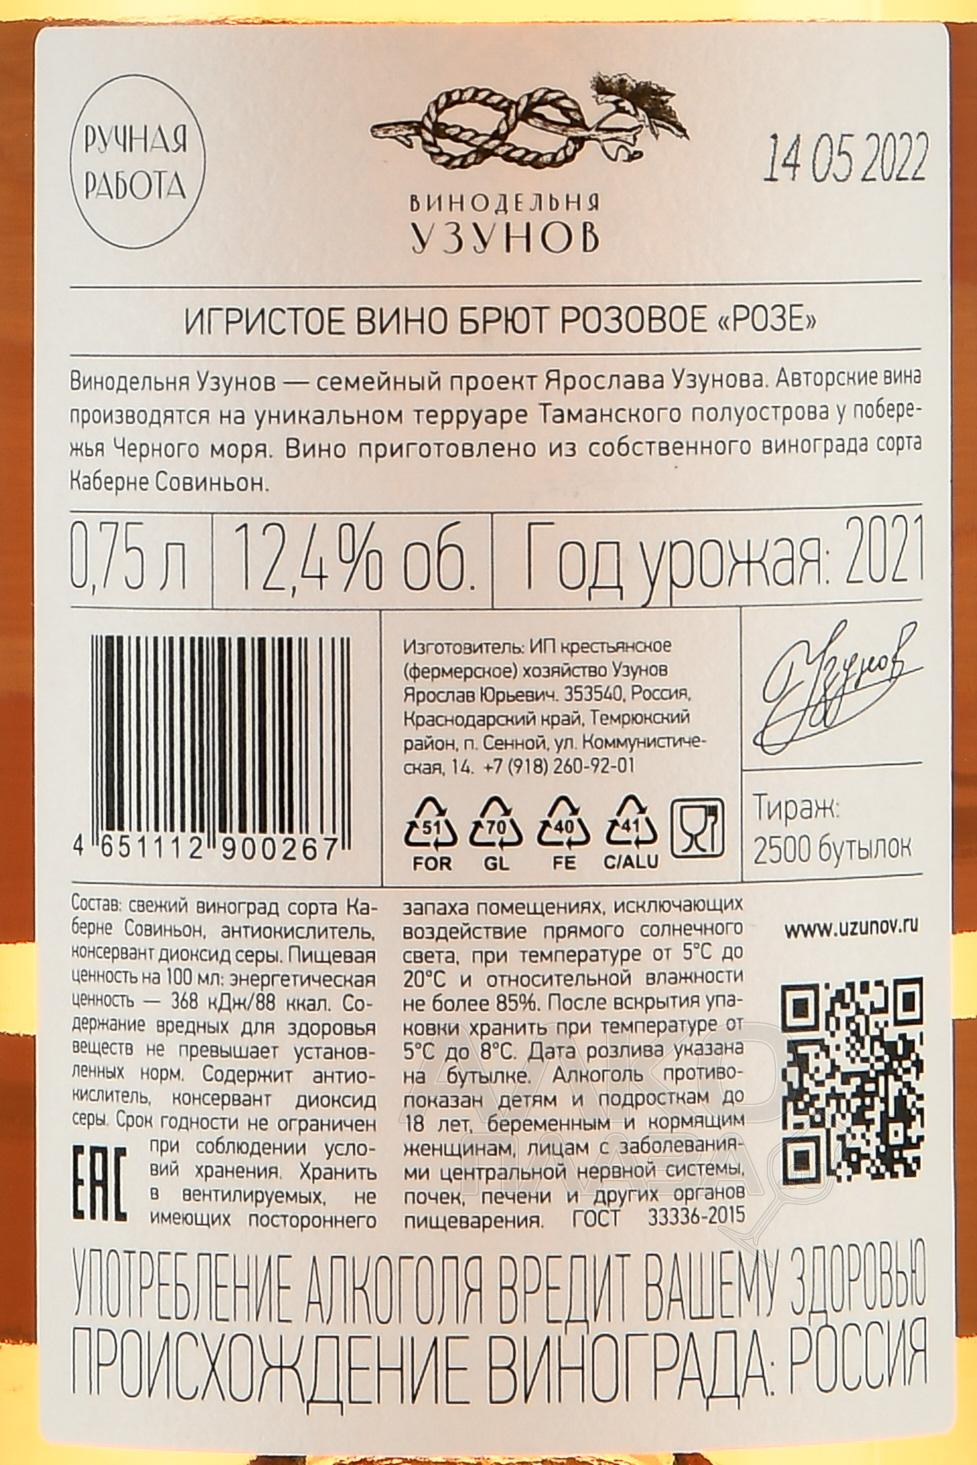 РУЧНАЯ
РАБОТА
ВИНОДЕЛЬНЯ
УЗУНОВ
14 05 2022
ИГРИСТОЕ ВИНО БРЮТ РОЗОВОЕ «РОЗЕ»
Винодельня Узунов — семейный проект Ярослава Узунова. Авторские вина
производятся на уникальном терруаре Таманского полуострова у побере-
жья Черного моря. Вино приготовлено из собственного винограда сорта
Каберне Совиньон.
0,75 л
12,4% об.
Год урожая: 2021
4 651112 900267
Изготовитель: ИП крестьянское
(фермерское) хозяйство Узунов
Ярослав Юрьевич. 353540, Россия,
Краснодарский край, Темрюкский
район, п. Сенной, ул. Коммунистиче-
ская, 14. +7 (918) 260-92-01
51 70 40 41
FOR GL FE C/ALU
Узунов
Тираж:
2500 бутылок
Состав: свежий виноград сорта Ка-
берне Совиньон, антиокислитель,
консервант диоксид серы. Пищевая
ценность на 100 мл: энергетическая
ценность — 368 кДж/88 ккал. Со-
держание вредных для здоровья
веществ не превышает установ-
ленных норм. Содержит антио-
кислитель, консервант диоксид
серы. Срок годности не ограничен
при соблюдении усло-
вий хранения. Хранить
в вентилируемых, не
имеющих постороннего
EAC
запаха помещениях, исключающих
воздействие прямого солнечного
света, при температуре от 5°C до
20°C и относительной влажности
не более 85%. После вскрытия упа-
ковки хранить при температуре от
5°C до 8°C. Дата розлива указана
на бутылке. Алкоголь противо-
показан детям и подросткам до
18 лет, беременным и кормящим
женщинам, лицам с заболевания-
ми центральной нервной системы,
почек, печени и других органов
пищеварения. ГОСТ 33336-2015
www.uzunov.ru
УПОТРЕБЛЕНИЕ АЛКОГОЛЯ ВРЕДИТ ВАШЕМУ ЗДОРОВЬЮ
ПРОИСХОЖДЕНИЕ ВИНОГРАДА: РОССИЯ